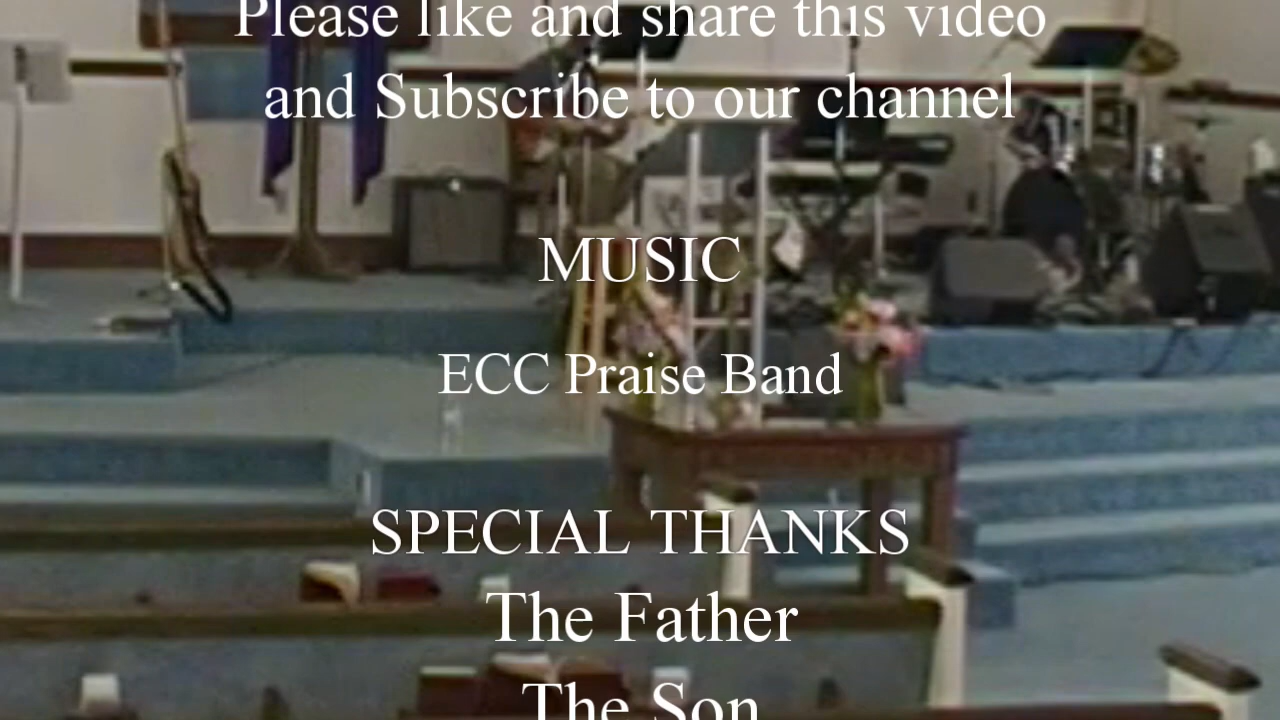 Please like and share this video
and Subscribe to our channel
MUSIC
ECC Praise Band
SPECIAL THANKS
The Father
The Son